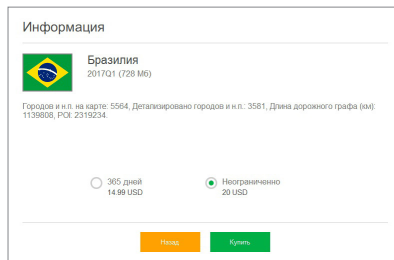 Информация
Бразилия
2017Q1 (728 Мб)
Городов и н.п. на карте: 5564, Детализировано городов и н.п.: 3581, Длина дорожного графа (км):
1139808, POI: 2319234.
365 дней
Неограниченно
14.99 USD
20 USD
Назад
Купить